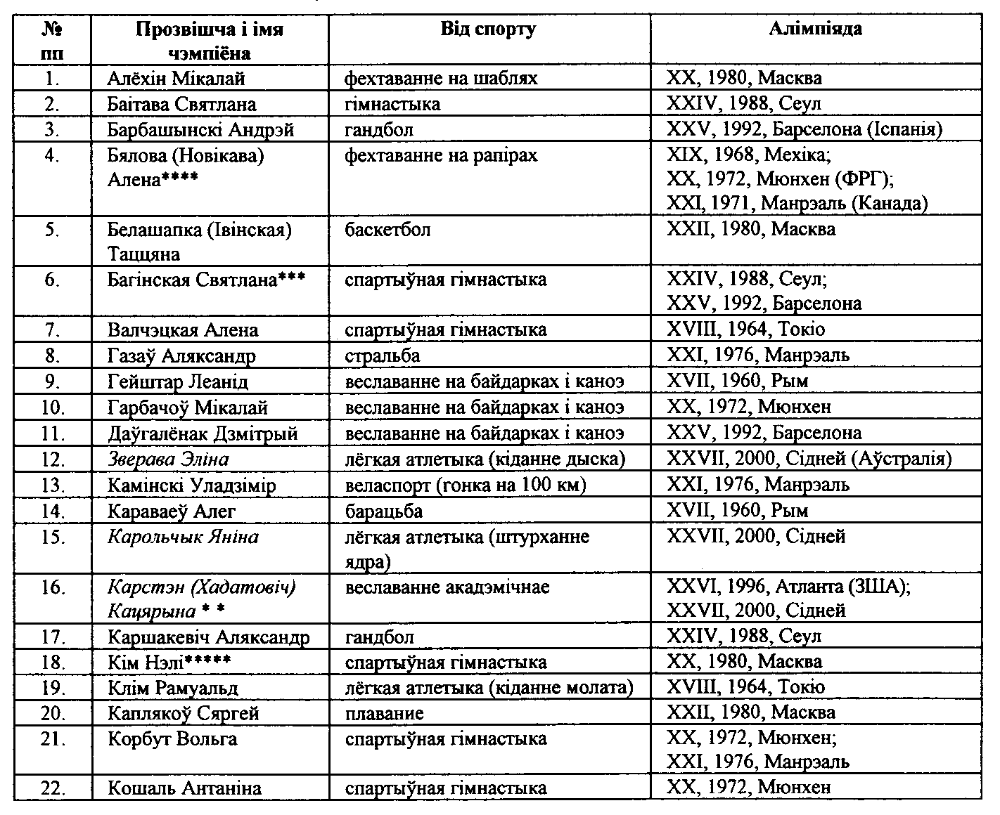 № Прозвішча і імя Від спорту Алімпіяда
пп чэмпіёна
1. Алёхін Мікалай фехтаванне на шаблях XX, 1980, Масква
2. Баітава Святлана гімнастыка XXIV, 1988, Сеул
3. Барбашынскі Андрэй гандбол XXV, 1992, Барселона (Іспанія)
4. Бялова (Новікава) фехтаванне на рапірах XIX, 1968, Мехіка;
Алена**** XX, 1972, Мюнхен (ФРГ);
XXI, 1971, Манрэаль (Канада)
5. Белашапка (Івінская) баскетбол XXII, 1980, Масква
Таццяна
6. Багінская Святлана*** спартыўная гімнастыка XXIV, 1988, Сеул;
XXV, 1992, Барселона
7. Валчэцкая Алена спартыўная гімнастыка XVIII, 1964, Токіо
8. Газаў Аляксандр стральба XXI, 1976, Манрэаль
9. Гейштар Леанід веславанне на байдарках і каноэ XVII, 1960, Рым
10. Гарбачоў Мікалай веславанне на байдарках і каноэ XX, 1972, Мюнхен
11. Даўгалёнак Дзмітрый веславанне на байдарках і каноэ XXV, 1992, Барселона
12. Зверава Эліна лёгкая атлетыка (кіданне дыска) XXVII, 2000, Сідней (Аўстралія)
13. Камінскі Уладзімір веласпорт (гонка на 100 км) XXI, 1976, Манрэаль
14. Караваеў Алег барацьба XVII, 1960, Рым
15. Карольчык Яніна лёгкая атлетыка (штурханне XXVII, 2000, Сідней
ядра)
16. Карстэн (Хадатовіч) веславанне акадэмічнае XXVI, 1996, Атланта (ЗША);
Кацярына * * XXVII, 2000, Сідней
17. Каршакевіч Аляксандр гандбол XXIV, 1988, Сеул
18. Кім Нэлі***** спартыўная гімнастыка XX, 1980, Масква
19. Клім Рамуальд лёгкая атлетыка (кіданне молата) XVIII, 1964, Токіо
20. Каплякоў Сяргей плавание XXII, 1980, Масква
21. Корбут Вольга спартыўная гімнастыка XX, 1972, Мюнхен;
XXI, 1976, Манрэаль
22. Кошаль Антаніна спартыўная гімнастыка XX, 1972, Мюнхен